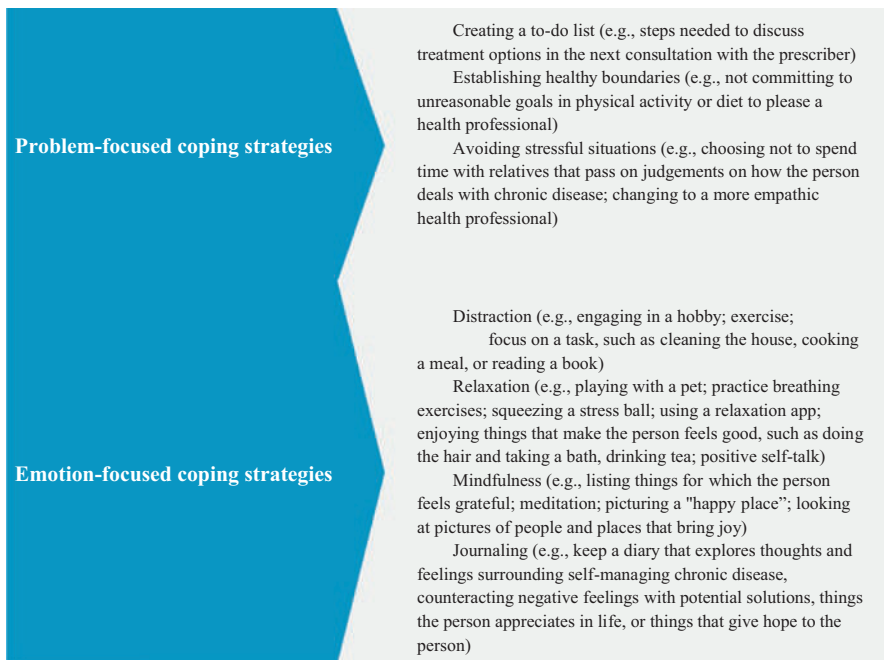 Problem-focused coping strategies
Creating a to-do list (e.g., steps needed to discuss
treatment options in the next consultation with the prescriber)
Establishing healthy boundaries (e.g., not committing to
unreasonable goals in physical activity or diet to please a
health professional)
Avoiding stressful situations (e.g., choosing not to spend
time with relatives that pass on judgements on how the person
deals with chronic disease; changing to a more empathic
health professional)
Emotion-focused coping strategies
Distraction (e.g., engaging in a hobby; exercise;
focus on a task, such as cleaning the house, cooking
a meal, or reading a book)
Relaxation (e.g., playing with a pet; practice breathing
exercises; squeezing a stress ball; using a relaxation app;
enjoying things that make the person feels good, such as doing
the hair and taking a bath, drinking tea; positive self-talk)
Mindfulness (e.g., listing things for which the person
feels grateful; meditation; picturing a "happy place”; looking
at pictures of people and places that bring joy)
Journaling (e.g., keep a diary that explores thoughts and
feelings surrounding self-managing chronic disease,
counteracting negative feelings with potential solutions, things
the person appreciates in life, or things that give hope to the
person)